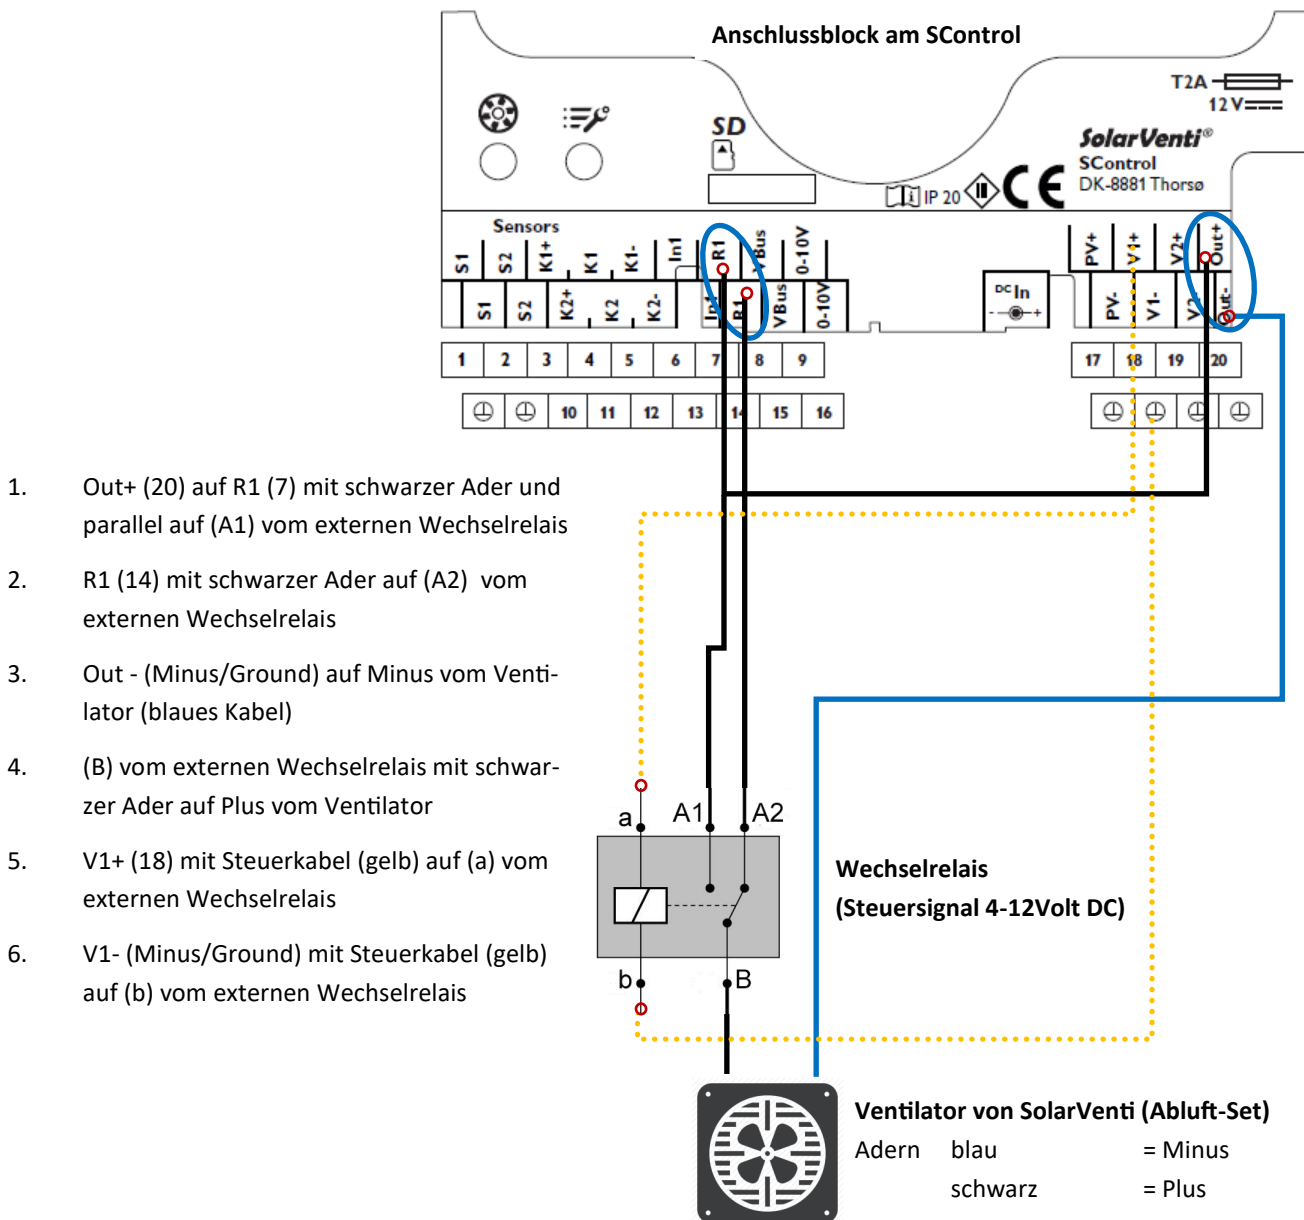 Anschlussblock am SControl
T2A
12 V
SD
SolarVenti®
SControl
DK-8881 Thorsø
IP 20
CE
Sensors
S1 S2 K1+ K1 K1- In1 R1 VBus 0-10V
S1 S2 K2+ K2 K2- In1 R1 VBus 0-10V
DC In
- +
PV+ V1+ V2+ Out+
PV- V1- V2- Out-
1 2 3 4 5 6 7 8 9
17 18 19 20
10 11 12 13 14 15 16
1. Out+ (20) auf R1 (7) mit schwarzer Ader und
parallel auf (A1) vom externen Wechselrelais
2. R1 (14) mit schwarzer Ader auf (A2) vom
externen Wechselrelais
3. Out - (Minus/Ground) auf Minus vom Venti-
lator (blaues Kabel)
4. (B) vom externen Wechselrelais mit schwar-
zer Ader auf Plus vom Ventilator
5. V1+ (18) mit Steuerkabel (gelb) auf (a) vom
externen Wechselrelais
6. V1- (Minus/Ground) mit Steuerkabel (gelb)
auf (b) vom externen Wechselrelais
a A1 A2
b B
Wechselrelais
(Steuersignal 4-12Volt DC)
Ventilator von SolarVenti (Abluft-Set)
Adern blau = Minus
schwarz = Plus